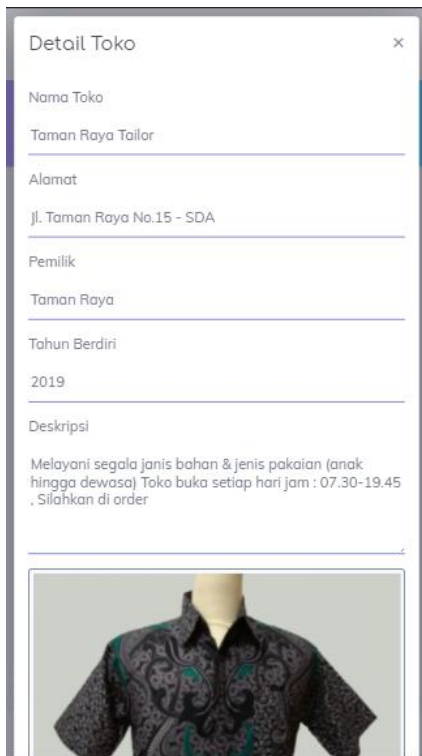 Detail Toko ×
Nama Toko
Taman Raya Tailor
Alamat
Jl. Taman Raya No.15 - SDA
Pemilik
Taman Raya
Tahun Berdiri
2019
Deskripsi
Melayani segala janis bahan & jenis pakaian (anak
hingga dewasa) Toko buka setiap hari jam : 07.30-19.45
, Silahkan di order